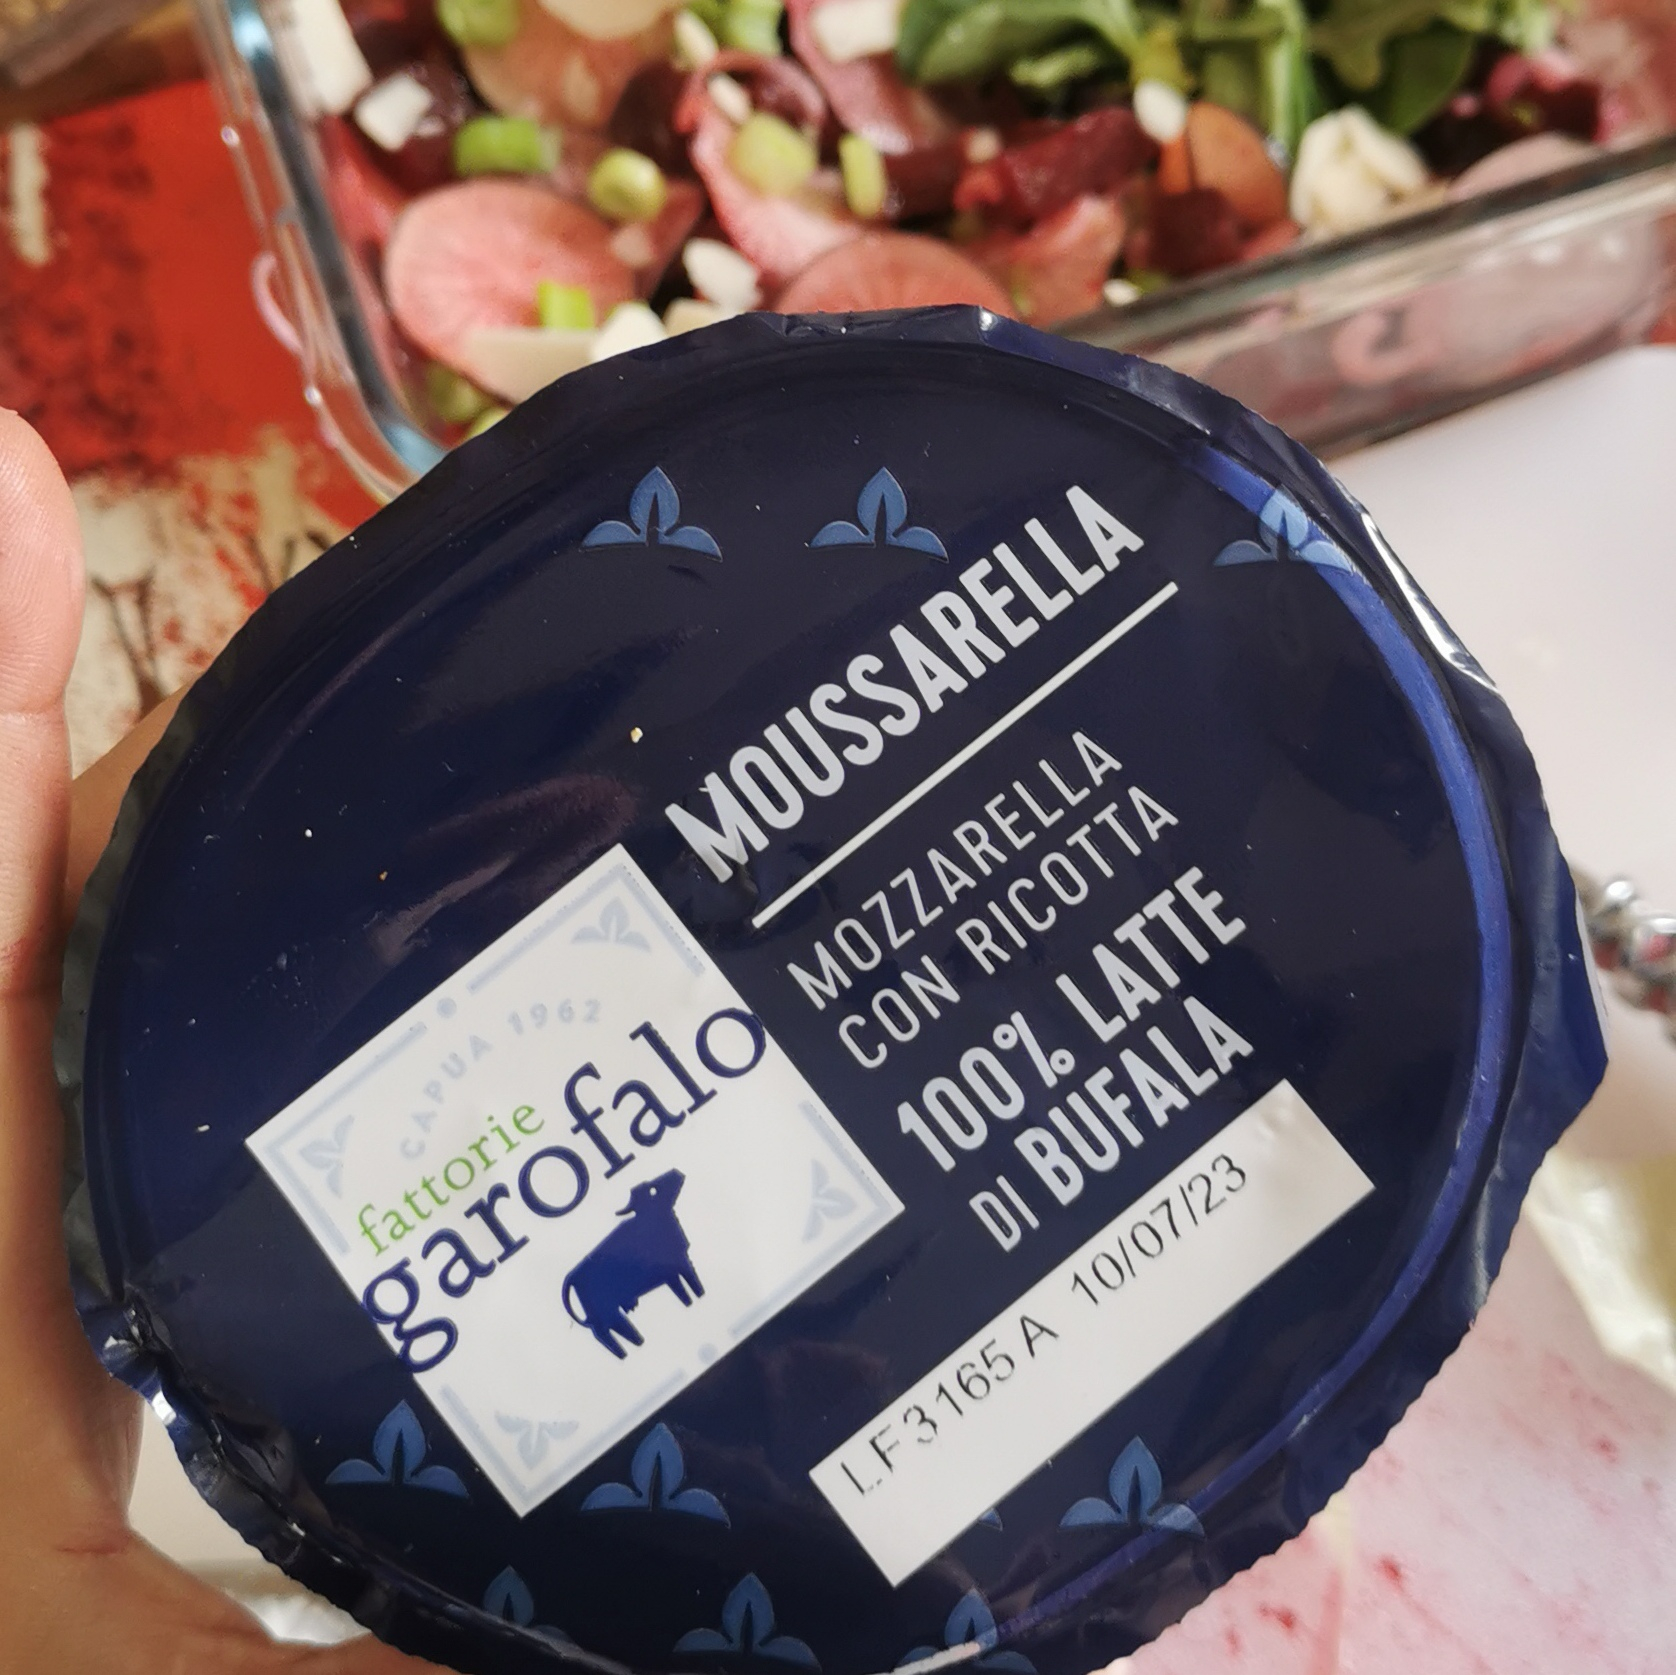 MOUSSARELLA
MOZZARELLA
CON RICOTTA
100% LATTE
DI BUFALA
LF3165A 10/07/23
CAPUA 1962
fattorie
garofalo